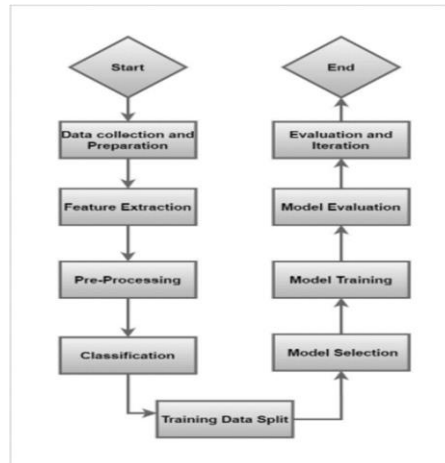 Start
Data collection and
Preparation
Feature Extraction
Pre-Processing
Classification
Training Data Split
Model Selection
Model Training
Model Evaluation
Evaluation and
Iteration
End